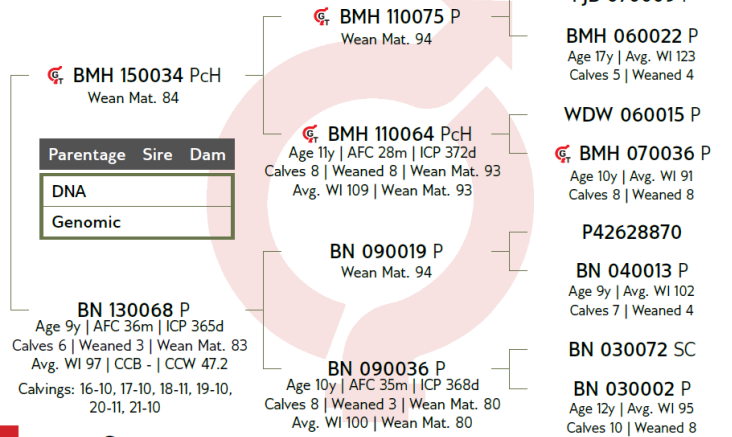 BMH 110075 P
Wean Mat. 94
BMH 060022 P
Age 17y | Avg. WI 123
Calves 5 | Weaned 4
BMH 150034 PcH
Wean Mat. 84
WDW 060015 P
BMH 110064 PcH
Age 11y | AFC 28m | ICP 372d
Calves 8 | Weaned 8 | Wean Mat. 93
Avg. WI 109 | Wean Mat. 93
BMH 070036 P
Age 10y | Avg. WI 91
Calves 8 | Weaned 8
Parentage Sire Dam
DNA
Genomic
P42628870
BN 090019 P
Wean Mat. 94
BN 040013 P
Age 9y | Avg. WI 102
Calves 7 | Weaned 4
BN 130068 P
Age 9y | AFC 36m | ICP 365d
Calves 6 | Weaned 3 | Wean Mat. 83
Avg. WI 97 | CCB - | CCW 47.2
Calvings: 16-10, 17-10, 18-11, 19-10,
20-11, 21-10
BN 030072 SC
BN 090036 P
Age 10y | AFC 35m | ICP 368d
Calves 8 | Weaned 3 | Wean Mat. 80
Avg. WI 100 | Wean Mat. 80
BN 030002 P
Age 12y | Avg. WI 95
Calves 10 | Weaned 8